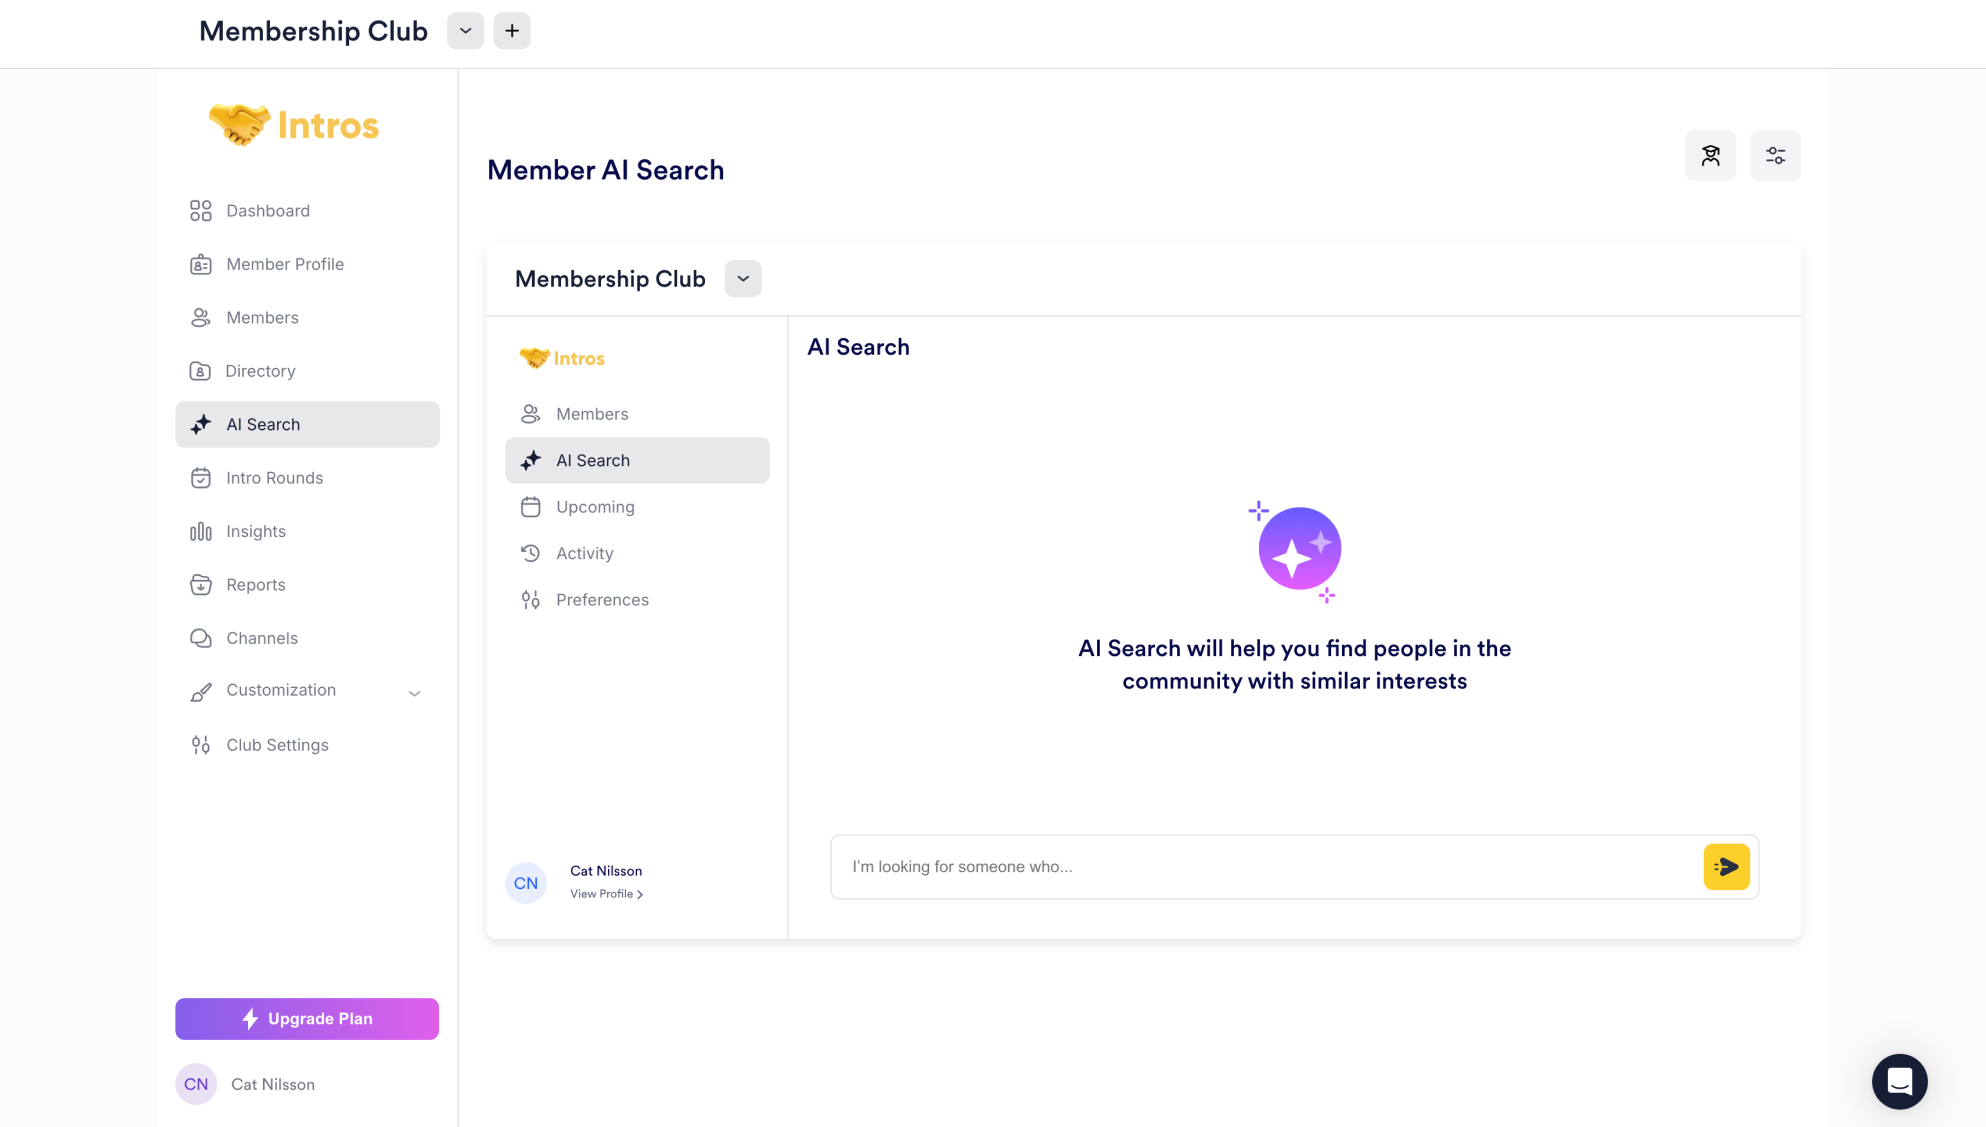 Membership Club
Intros
Dashboard
Member Profile
Members
Directory
AI Search
Intro Rounds
Insights
Reports
Channels
Customization
Club Settings
Upgrade Plan
CN
Cat Nilsson
Member AI Search
Membership Club
Intros
Members
AI Search
Upcoming
Activity
Preferences
CN
Cat Nilsson
View Profile
AI Search
AI Search will help you find people in the
community with similar interests
I'm looking for someone who...